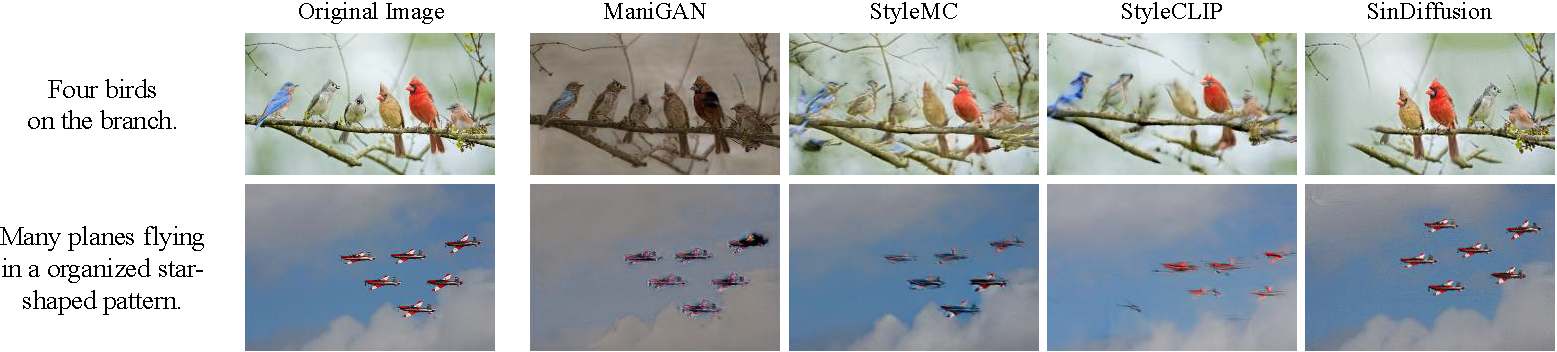 Original Image
ManiGAN
StyleMC
StyleCLIP
SinDiffusion
Four birds
on the branch.
Many planes flying
in a organized star-
shaped pattern.